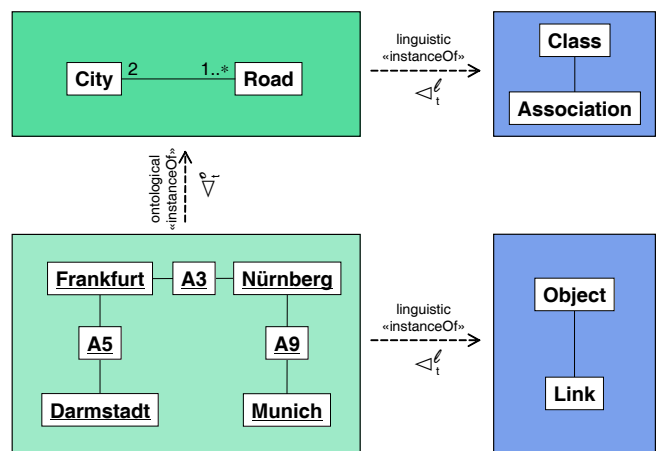 linguistic
«instanceOf»
Class
City 2 1..* Road
◁ℓt
Association
ontological
«instanceOf»
◁ot
Frankfurt A3 Nürnberg
linguistic
«instanceOf»
Object
A5 A9
◁ℓt
Darmstadt Munich
Link